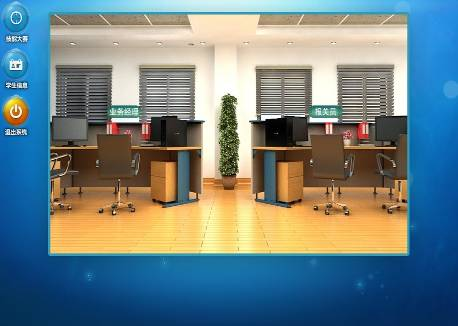 技能大赛
学生信息
退出系统
业务经理
报关员